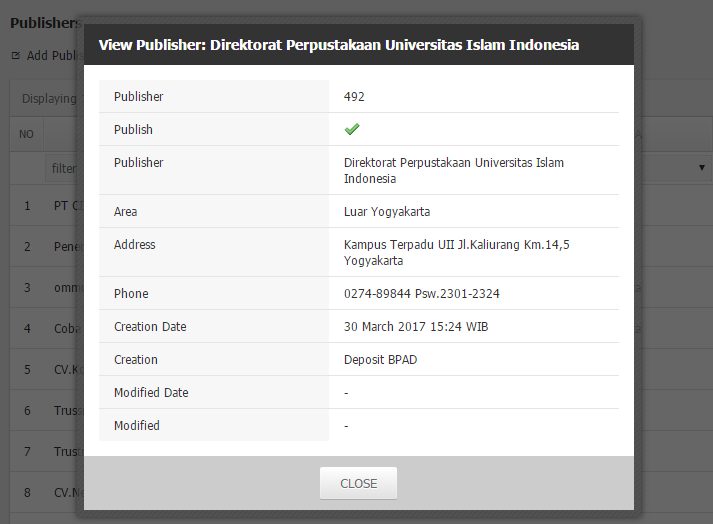 Publishers
Add Publis
Displaying
NO
filter
1 PT C
2 Pene
3 omm
4 Coba
5 CV.K
6 Truss
7 Trust
8 CV.N
View Publisher: Direktorat Perpustakaan Universitas Islam Indonesia
Publisher 492
Publish
Publisher Direktorat Perpustakaan Universitas Islam
Indonesia
Area Luar Yogyakarta
Address Kampus Terpadu UII Jl.Kaliurang Km.14,5
Yogyakarta
Phone 0274-89844 Psw.2301-2324
Creation Date 30 March 2017 15:24 WIB
Creation Deposit BPAD
Modified Date -
Modified -
CLOSE